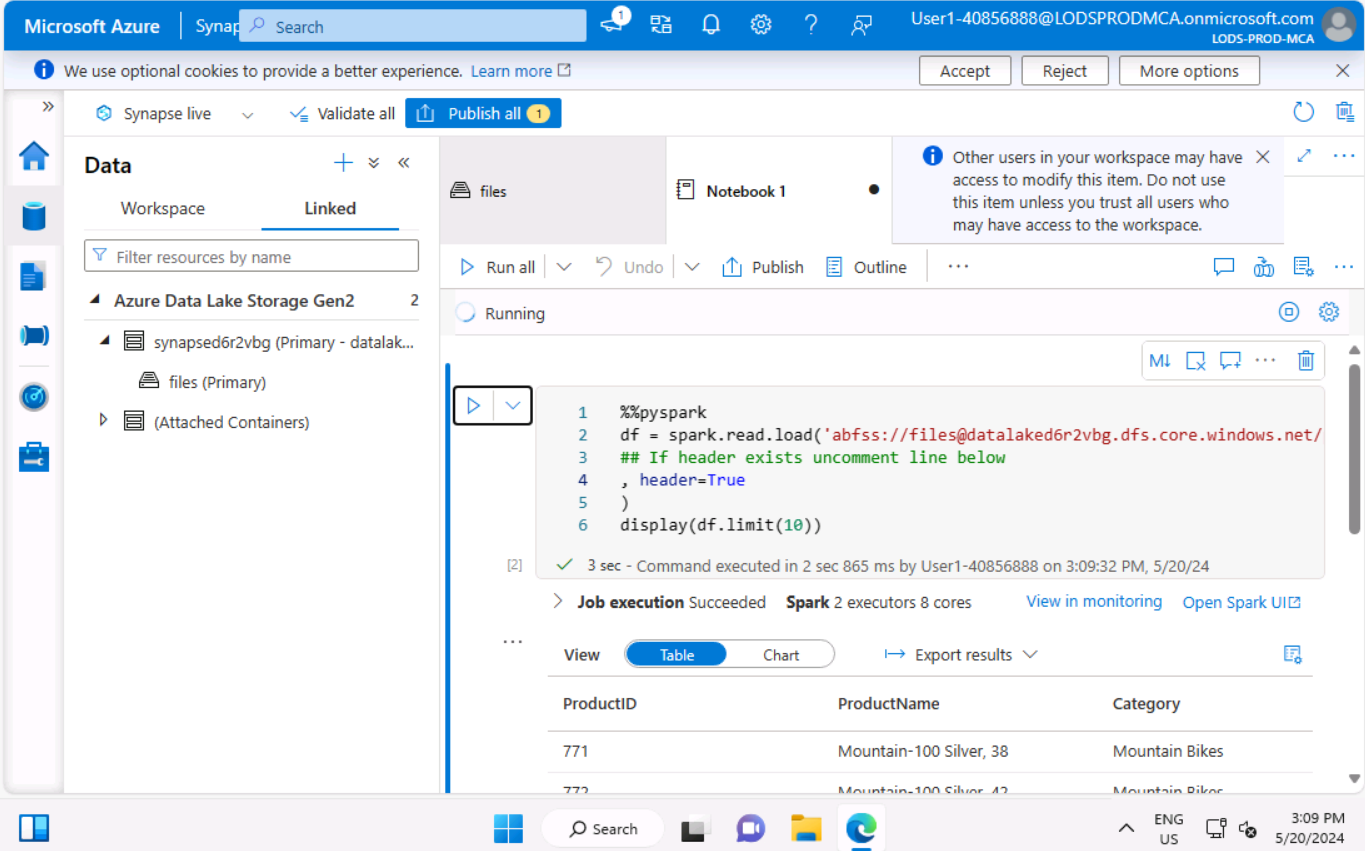 Microsoft Azure
Synap
Search
1
User1-40856888@LODSPRODMCA.onmicrosoft.com
LODS-PROD-MCA
We use optional cookies to provide a better experience. Learn more
Accept
Reject
More options
Synapse live
Validate all
Publish all 1
Data
Workspace
Linked
Filter resources by name
Azure Data Lake Storage Gen2 2
synapsed6r2vbg (Primary - datalak...
files (Primary)
(Attached Containers)
files
Notebook 1
Other users in your workspace may have
access to modify this item. Do not use
this item unless you trust all users who
may have access to the workspace.
Run all
Undo
Publish
Outline
Running
M↓
1 %%pyspark
2 df = spark.read.load('abfss://files@datalaked6r2vbg.dfs.core.windows.net/
3 ## If header exists uncomment line below
4 , header=True
5 )
6 display(df.limit(10))
[2] 3 sec - Command executed in 2 sec 865 ms by User1-40856888 on 3:09:32 PM, 5/20/24
Job execution Succeeded Spark 2 executors 8 cores View in monitoring Open Spark UI
View Table Chart Export results
ProductID ProductName Category
771 Mountain-100 Silver, 38 Mountain Bikes
772 Mountain-100 Silver, 42 Mountain Bikes
Search
ENG
US
3:09 PM
5/20/2024